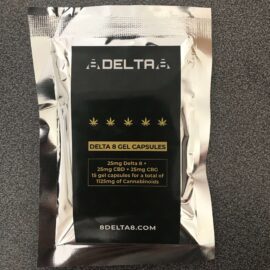 8DELTA8
DELTA 8 GEL CAPSULES
25mg Delta 8 +
25mg CBD + 25mg CBG
15 gel capsules for a total of
1125mg of Cannabinoids
8DELTA8.COM